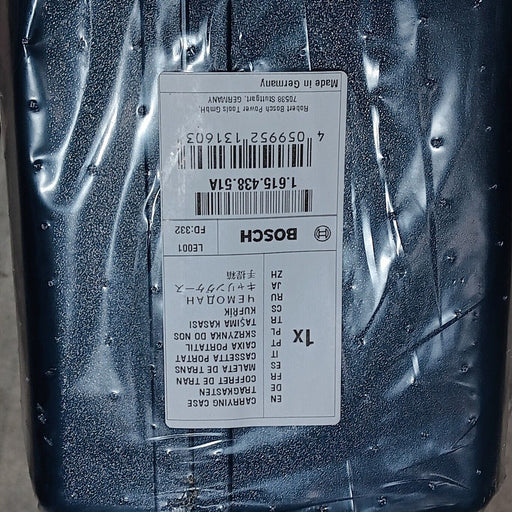 1x
EN CARRYING CASE
DE TRAGKASTEN
FR COFFRET DE TRAN
ES MALETA DE TRANS
IT CASSETTA PORTAT
PT CAIXA PORTATIL
PL SKRZYNKA DO NOS
TR TAŞIMA KASASI
CS KUFŘÍK
RU ЧЕМОДАН
JA キャリングケース
ZH 手提箱
BOSCH
LE001
FD:332
1.615.438.51A
4 059952 131603
Robert Bosch Power Tools GmbH,
70538 Stuttgart, GERMANY
Made in Germany